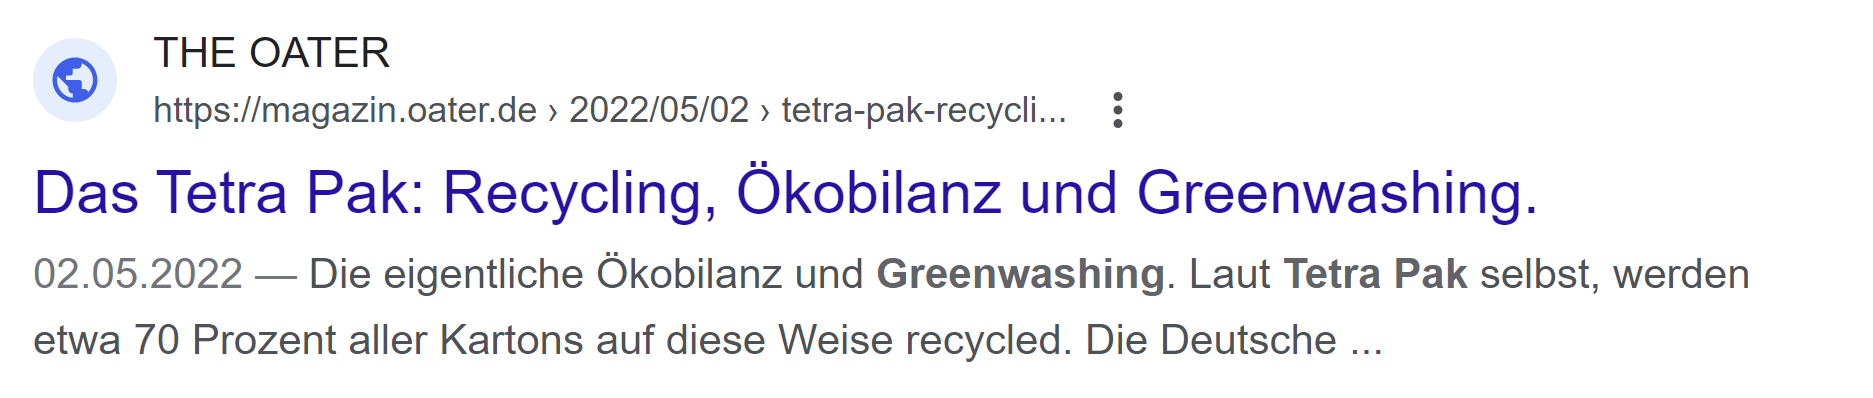 THE OATER
https://magazin.oater.de › 2022/05/02 › tetra-pak-recycli...
Das Tetra Pak: Recycling, Ökobilanz und Greenwashing.
02.05.2022 — Die eigentliche Ökobilanz und Greenwashing. Laut Tetra Pak selbst, werden
etwa 70 Prozent aller Kartons auf diese Weise recycled. Die Deutsche ...